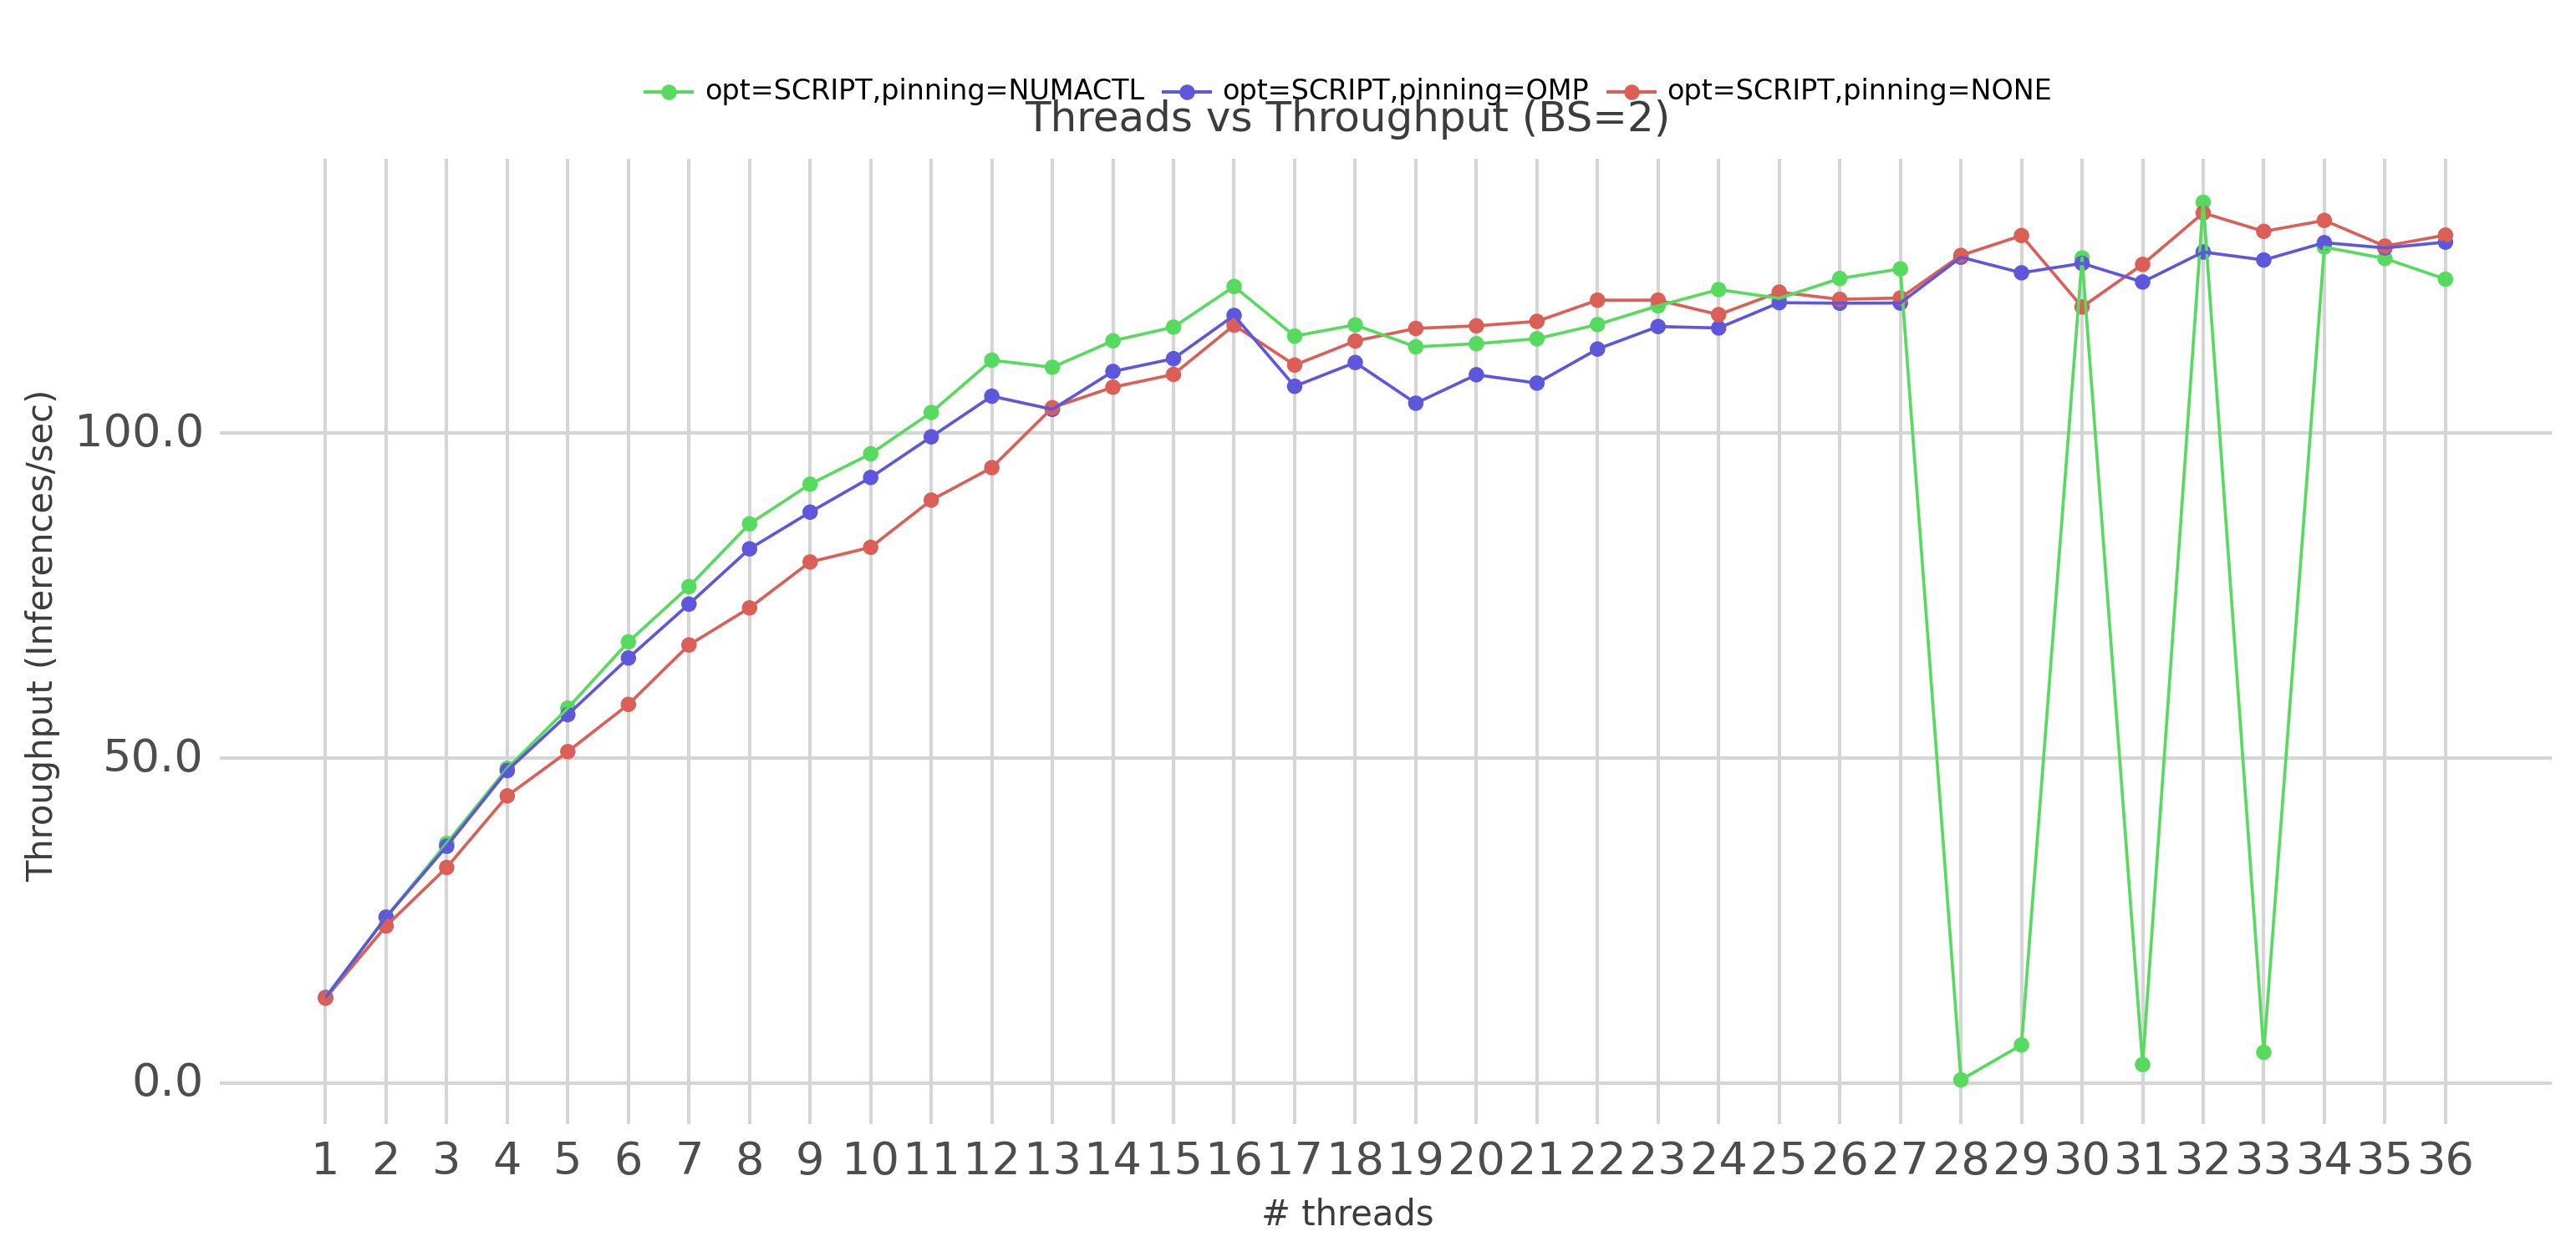 opt=SCRIPT,pinning=NUMACTL opt=SCRIPT,pinning=OMP opt=SCRIPT,pinning=NONE
Threads vs Throughput (BS=2)
Throughput (Inferences/sec)
100.0
50.0
0.0
1 2 3 4 5 6 7 8 9 10 11 12 13 14 15 16 17 18 19 20 21 22 23 24 25 26 27 28 29 30 31 32 33 34 35 36
# threads